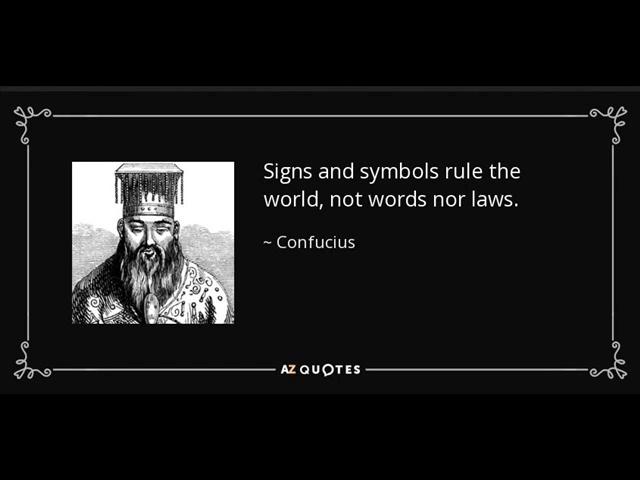 Signs and symbols rule the
world, not words nor laws.
~ Confucius
AZ QUOTES